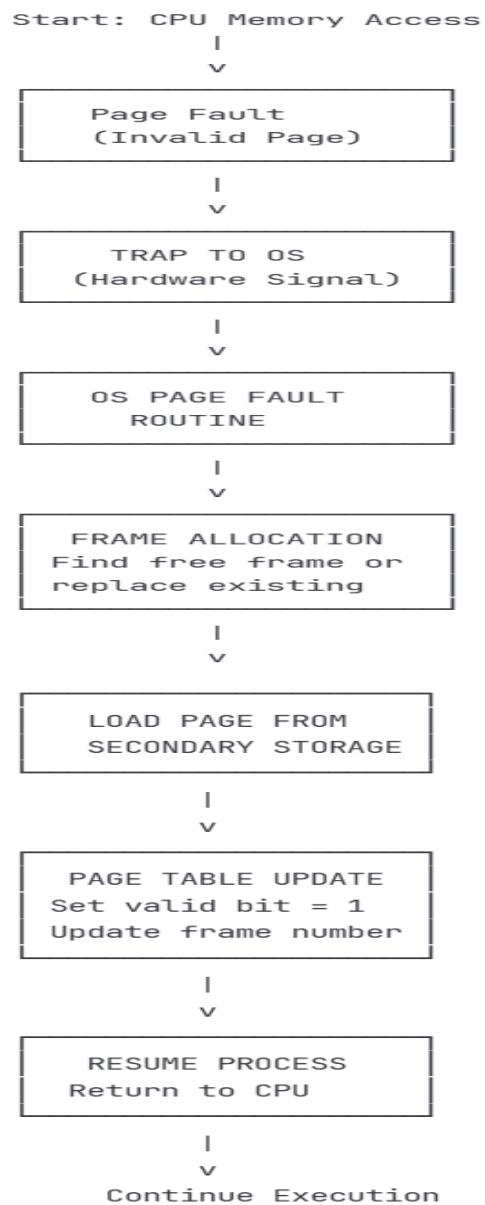 Start: CPU Memory Access
|
v
Page Fault
(Invalid Page)
|
v
TRAP TO OS
(Hardware Signal)
|
v
OS PAGE FAULT
ROUTINE
|
v
FRAME ALLOCATION
Find free frame or
replace existing
|
v
LOAD PAGE FROM
SECONDARY STORAGE
|
v
PAGE TABLE UPDATE
Set valid bit = 1
Update frame number
|
v
RESUME PROCESS
Return to CPU
|
v
Continue Execution